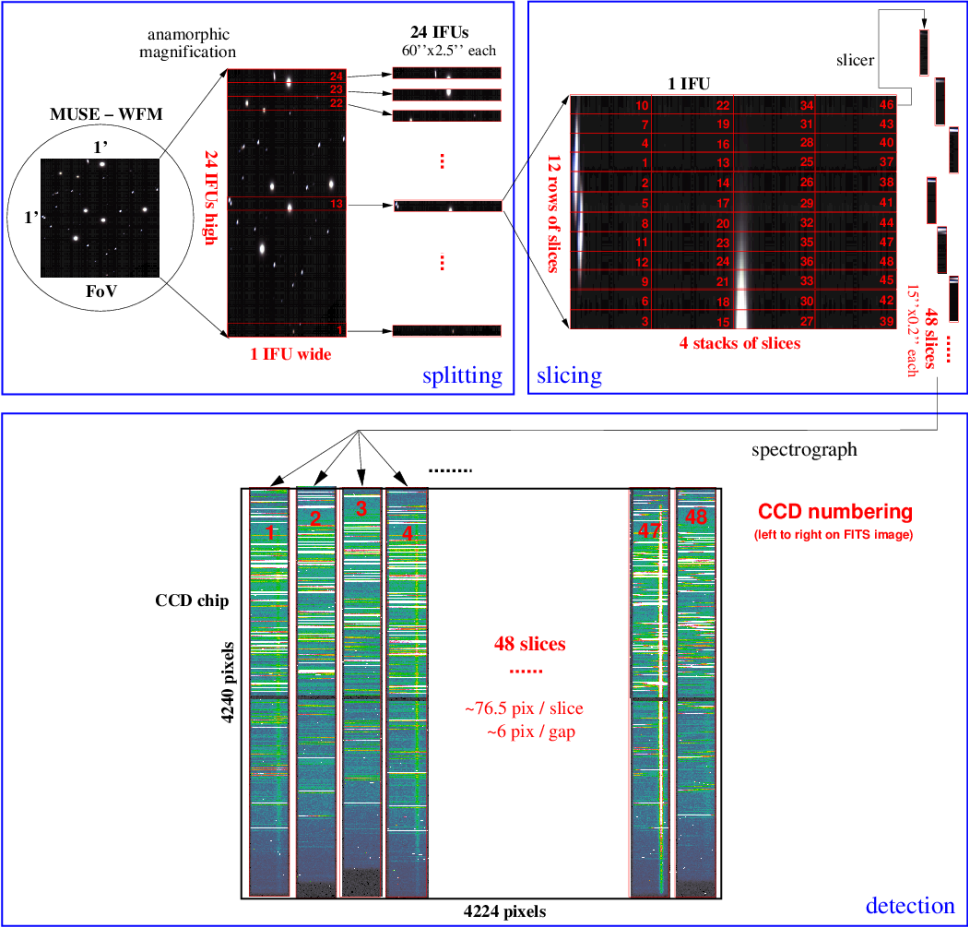 anamorphic
magnification
24 IFUs
60’’x2.5’’ each
MUSE – WFM
1’
1’
FoV
24 IFUs high
24
23
22
13
1
...
...
1 IFU wide
splitting
slicer
1 IFU
12 rows of slices
10 22 34 46
7 19 31 43
4 16 28 40
1 13 25 37
2 14 26 38
5 17 29 41
8 20 32 44
11 23 35 47
12 24 36 48
9 21 33 45
6 18 30 42
3 15 27 39
4 stacks of slices
48 slices
15’’x0.2’’ each
......
slicing
spectrograph
........
1 2 3 4 47 48
CCD numbering
(left to right on FITS image)
CCD chip
4240 pixels
48 slices
......
~76.5 pix / slice
~6 pix / gap
4224 pixels
detection